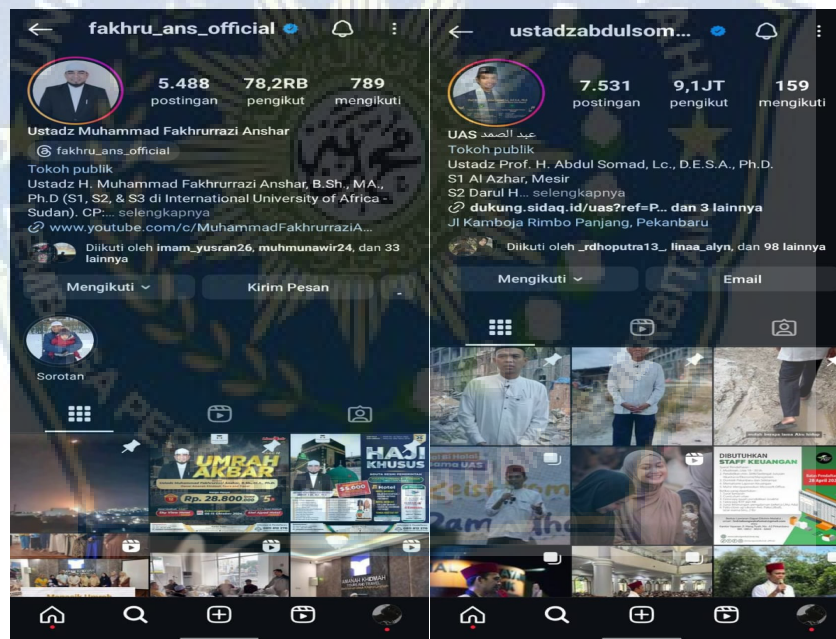 fakhru_ans_official
5.488 78,2RB 789
postingan pengikut mengikuti
Ustadz Muhammad Fakhrurrazi Anshar
fakhru_ans_official
Tokoh publik
Ustadz H. Muhammad Fakhrurrazi Anshar, B.Sh., MA.,
Ph.D (S1, S2, & S3 di International University of Africa -
Sudan). CP:... selengkapnya
www.youtube.com/c/MuhammadFakhrurraziA...
Diikuti oleh imam_yusran26, muhmunawir24, dan 33
lainnya
Mengikuti
Kirim Pesan
Sorotan
UMRAH
AKBAR
Rp. 28.800
HAJI
KHUSUS
ustadzabdulsom...
7.531 9,1JT 159
postingan pengikut mengikuti
UAS عبد الصمد
Tokoh publik
Ustadz Prof. H. Abdul Somad, Lc., D.E.S.A., Ph.D.
S1 Al Azhar, Mesir
S2 Darul H... selengkapnya
dukung.sidaq.id/uas?ref=P... dan 3 lainnya
Jl Kamboja Rimbo Panjang, Pekanbaru
Diikuti oleh _rdhoputra13_, linaa_alyn, dan 98 lainnya
Mengikuti
Email
DIBUTUHKAN
STAFF KEUANGAN